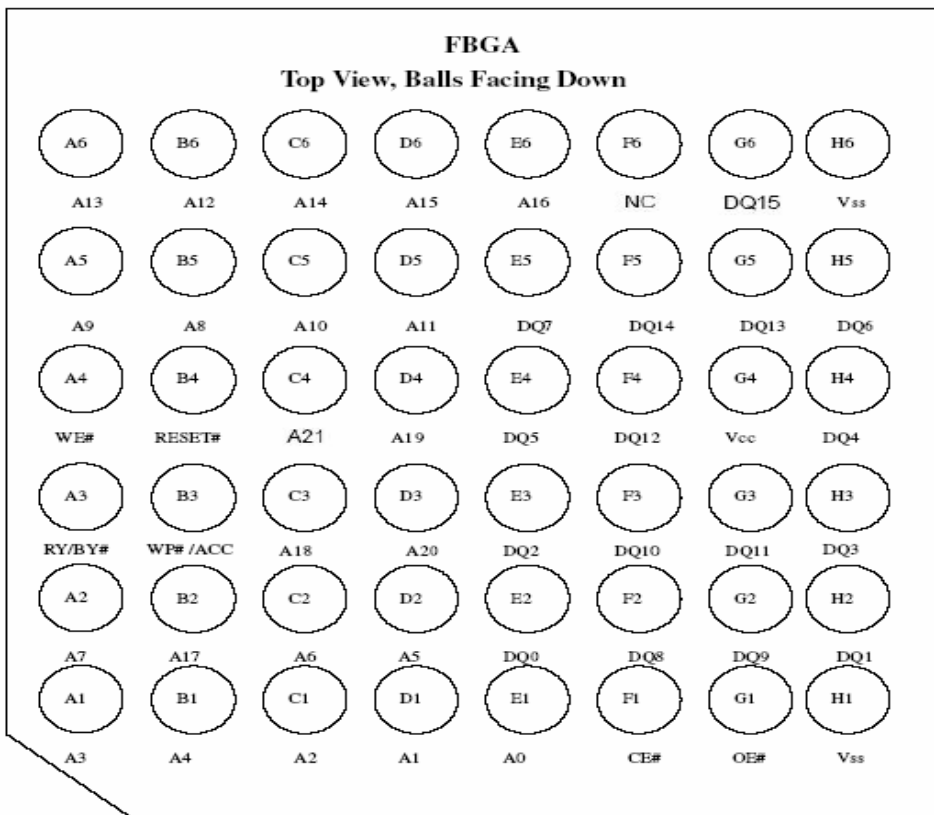 FBGA
Top View, Balls Facing Down
A6 B6 C6 D6 E6 F6 G6 H6
A13 A12 A14 A15 A16 NC DQ15 Vss
A5 B5 C5 D5 E5 F5 G5 H5
A9 A8 A10 A11 DQ7 DQ14 DQ13 DQ6
A4 B4 C4 D4 E4 F4 G4 H4
WE# RESET# A21 A19 DQ5 DQ12 Vcc DQ4
A3 B3 C3 D3 E3 F3 G3 H3
RY/BY# WP# /ACC A18 A20 DQ2 DQ10 DQ11 DQ3
A2 B2 C2 D2 E2 F2 G2 H2
A7 A17 A6 A5 DQ0 DQ8 DQ9 DQ1
A1 B1 C1 D1 E1 F1 G1 H1
A3 A4 A2 A1 A0 CE# OE# Vss